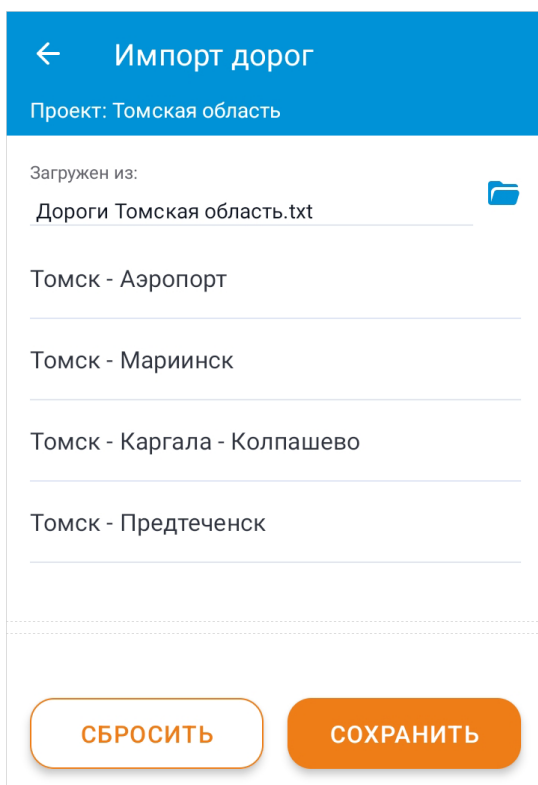 Импорт дорог
Проект: Томская область
Загружен из:
Дороги Томская область.txt
Томск - Аэропорт
Томск - Мариинск
Томск - Каргала - Колпашево
Томск - Предтеченск
СБРОСИТЬ
СОХРАНИТЬ